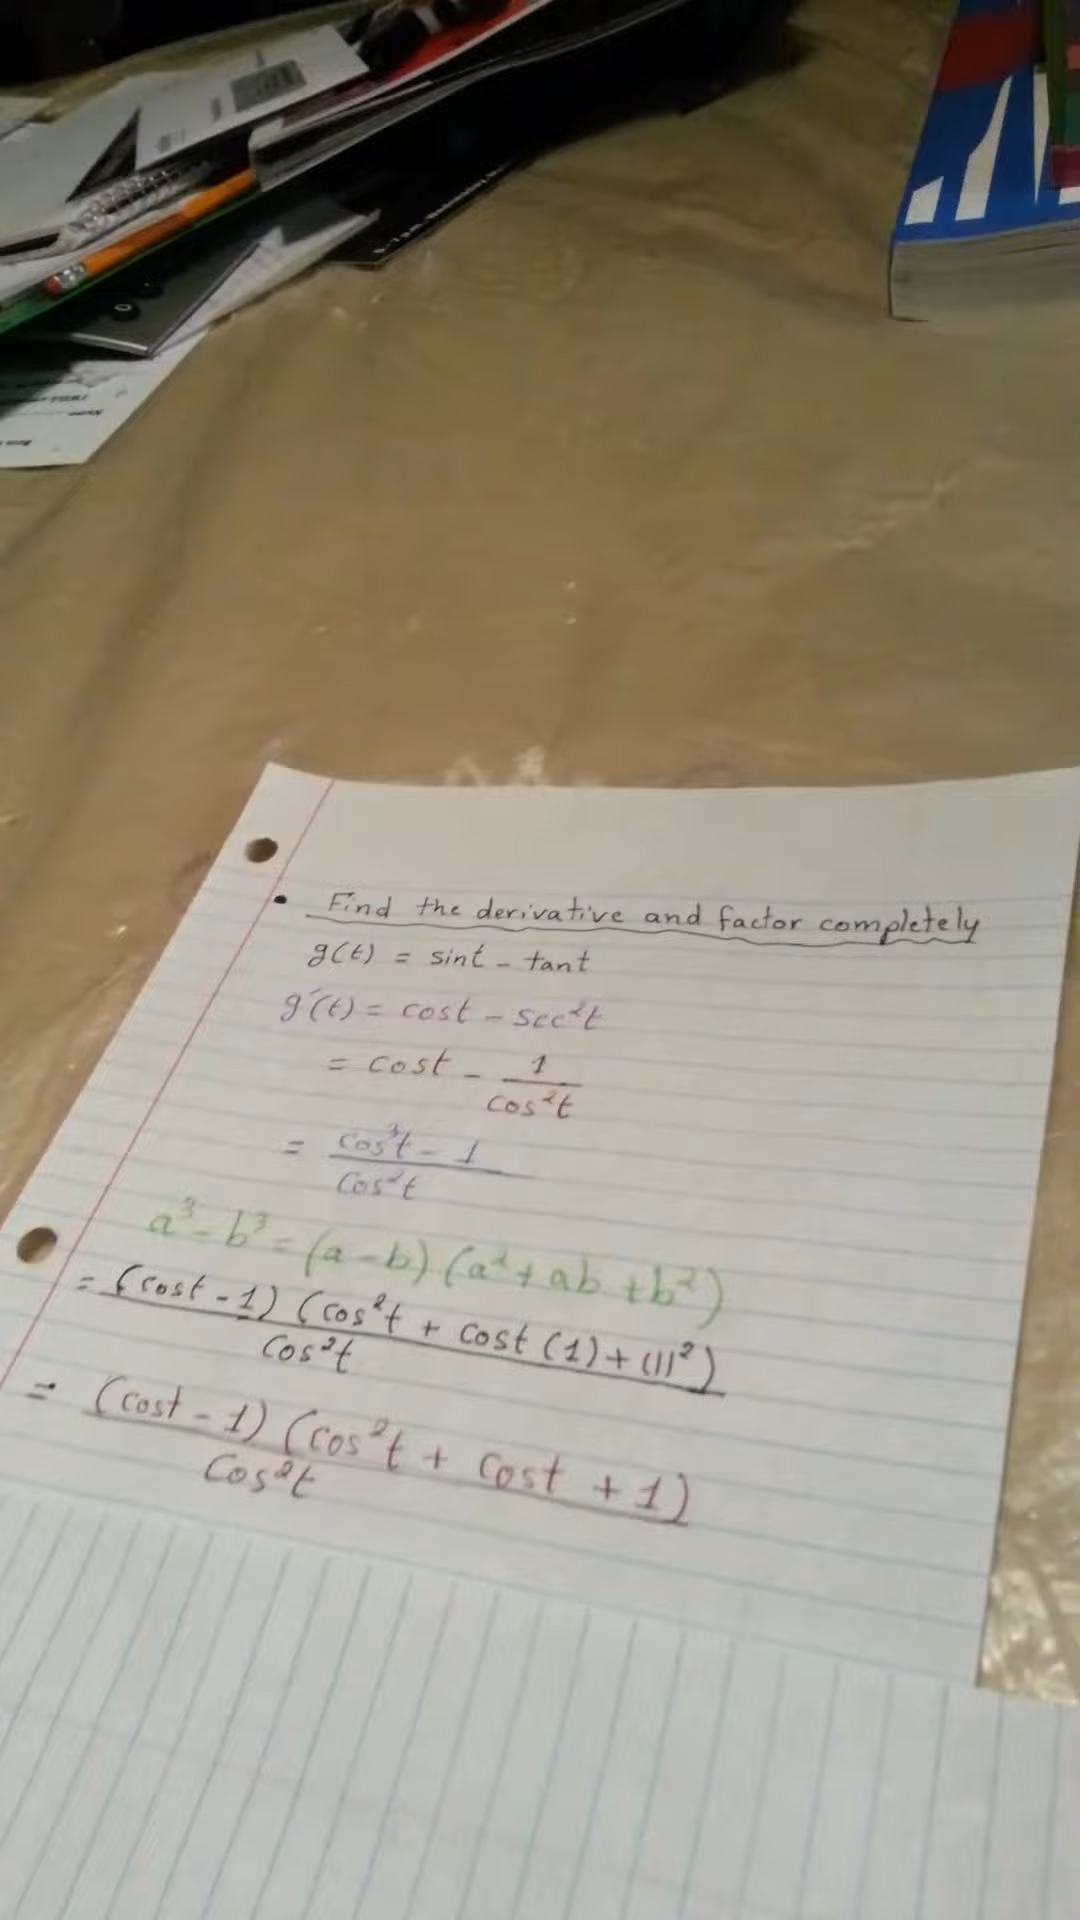 • Find the derivative and factor completely
g(t) = sint - tant
g'(t) = cost - sec²t
= cost - 1/cos²t
= cos³t - 1 / cos²t
a³ - b³ = (a - b) (a² + ab + b²)
= (cost - 1) (cos²t + cost (1) + (1)²) / cos²t
= (cost - 1) (cos²t + cost + 1) / cos²t